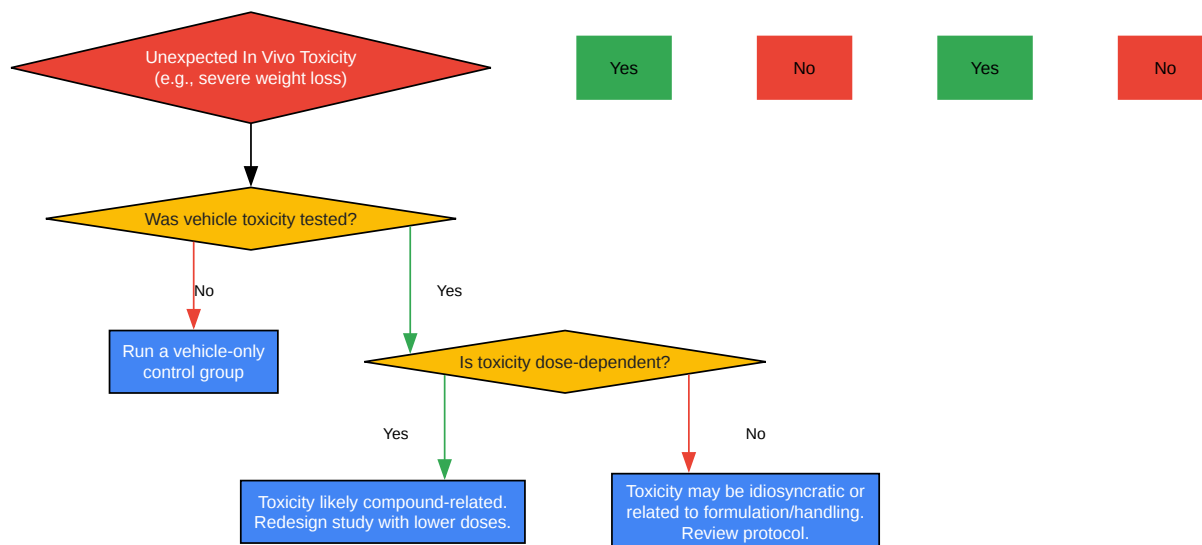 Unexpected In Vivo Toxicity
(e.g., severe weight loss)
Yes
No
Yes
No
Was vehicle toxicity tested?
No
Yes
Run a vehicle-only
control group
Is toxicity dose-dependent?
Yes
No
Toxicity likely compound-related.
Redesign study with lower doses.
Toxicity may be idiosyncratic or
related to formulation/handling.
Review protocol.